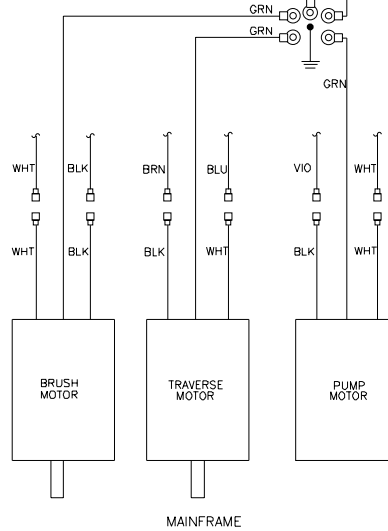 GRN
GRN
GRN
WHT BLK BRN BLU VIO WHT
WHT BLK BLK WHT BLK WHT
BRUSH MOTOR
TRAVERSE MOTOR
PUMP MOTOR
MAINFRAME